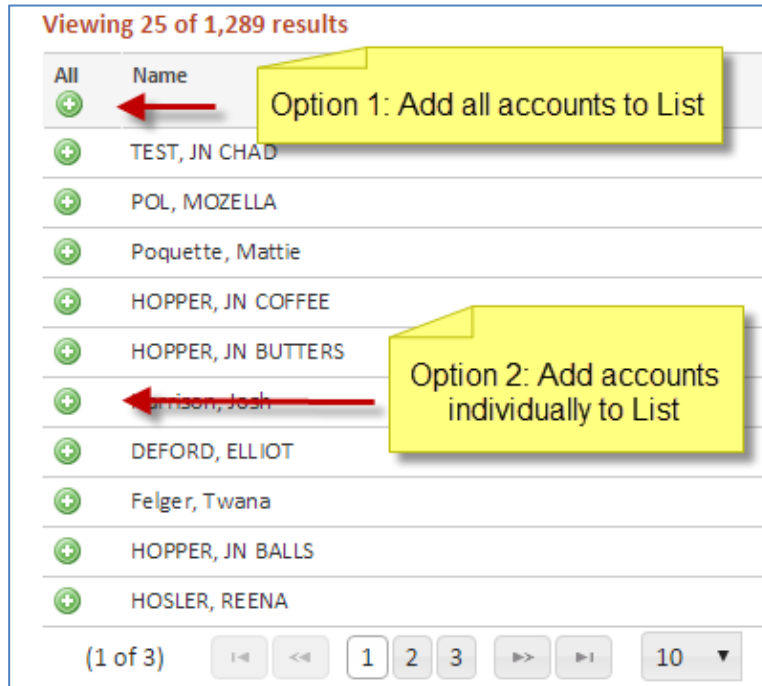 Viewing 25 of 1,289 results
All Name
Option 1: Add all accounts to List
TEST, JN CHAD
POL, MOZELLA
Poquette, Mattie
HOPPER, JN COFFEE
HOPPER, JN BUTTERS
Option 2: Add accounts
individually to List
Josh
DEFORD, ELLIOT
Felger, Twana
HOPPER, JN BALLS
HOSLER, REENA
(1 of 3) 1 2 3 10